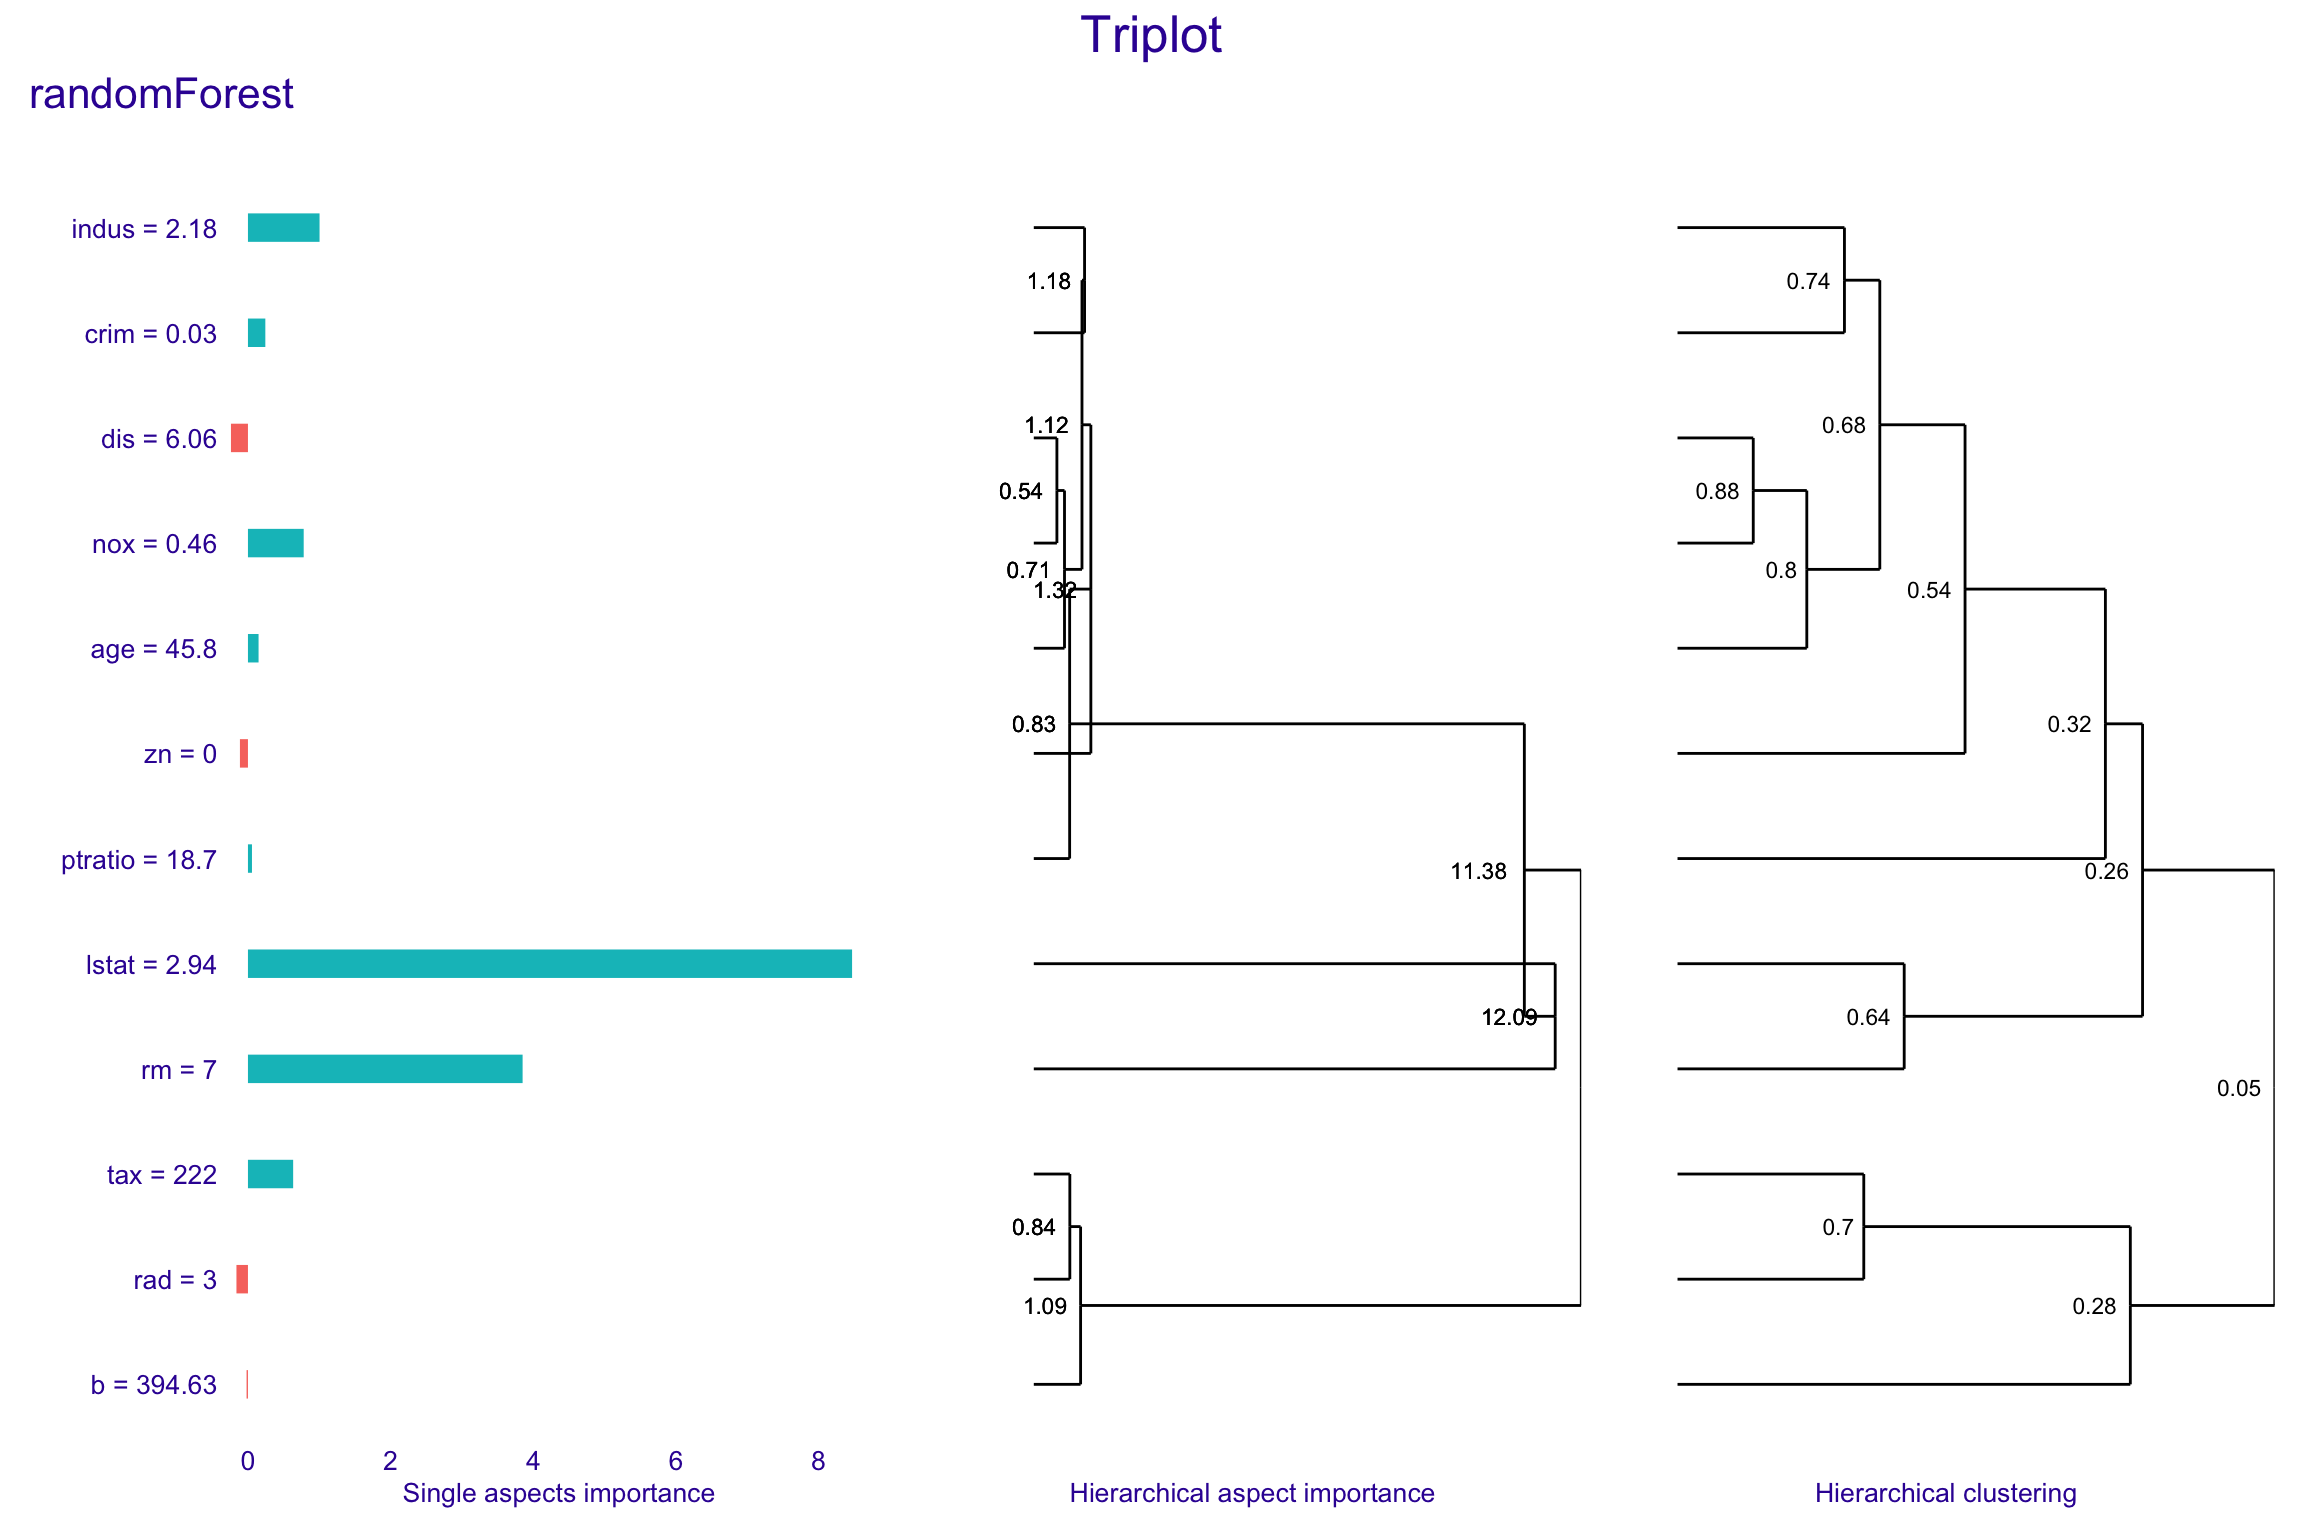 Triplot
randomForest
indus = 2.18
crim = 0.03
dis = 6.06
nox = 0.46
age = 45.8
zn = 0
ptratio = 18.7
lstat = 2.94
rm = 7
tax = 222
rad = 3
b = 394.63
0 2 4 6 8
Single aspects importance
1.18
1.12
0.54
0.71
1.32
0.83
11.38
12.09
0.84
1.09
Hierarchical aspect importance
0.74
0.68
0.88
0.8
0.54
0.32
0.26
0.64
0.05
0.7
0.28
Hierarchical clustering